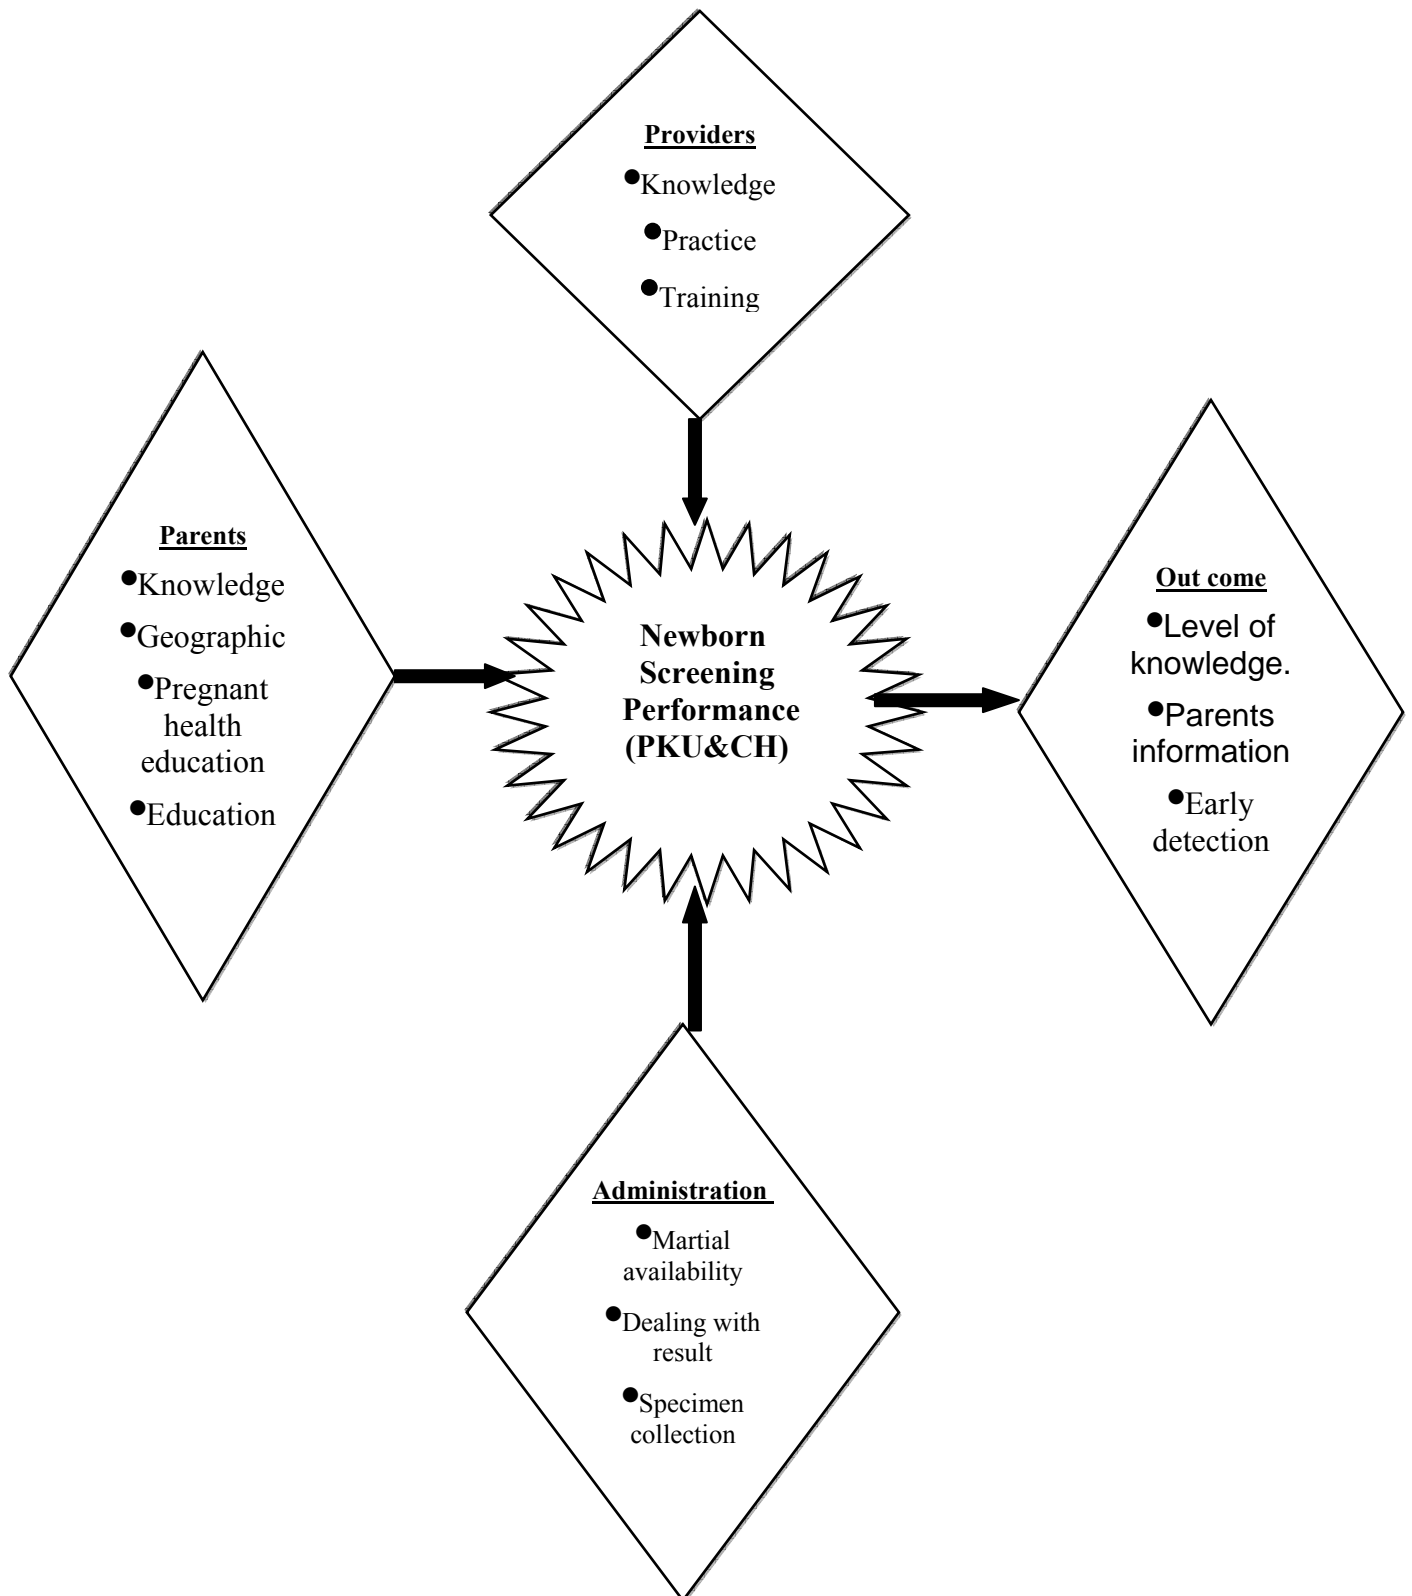 Providers
●Knowledge
●Practice
●Training
Parents
●Knowledge
●Geographic
●Pregnant
health
education
●Education
Newborn
Screening
Performance
(PKU&CH)
Out come
●Level of
knowledge.
●Parents
information
●Early
detection
Administration
●Martial
availability
●Dealing with
result
●Specimen
collection